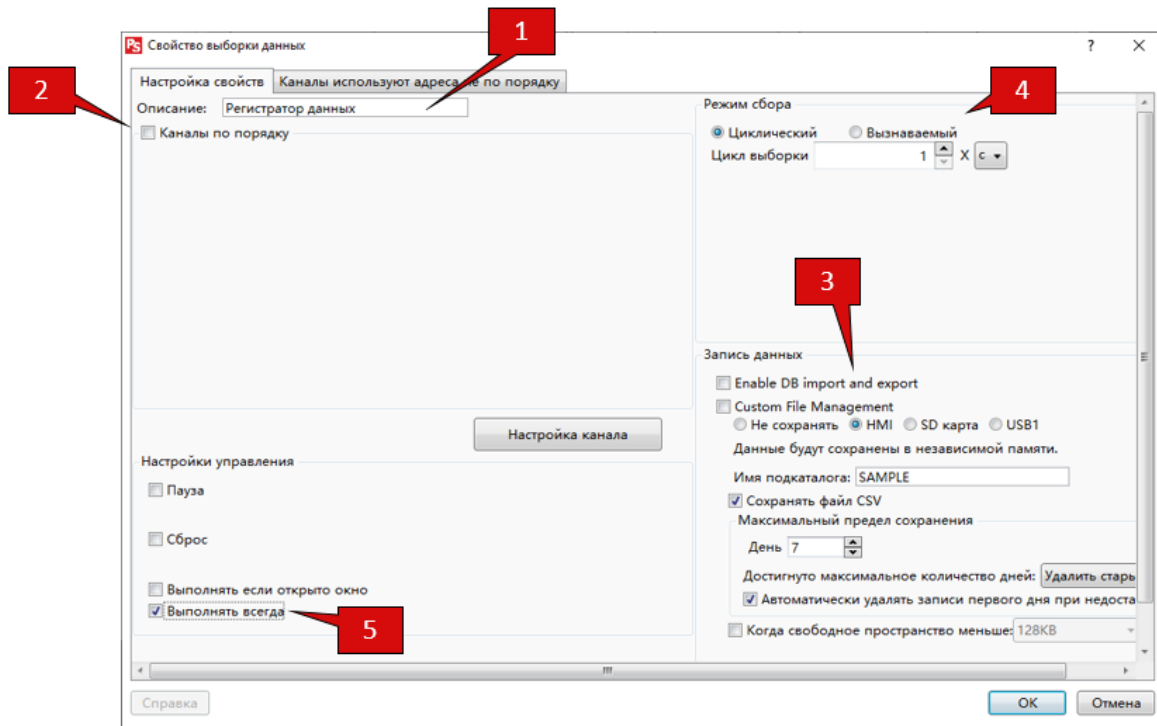 1
PS Свойство выборки данных ? X
2
Настройка свойств Каналы используют адреса не по порядку
4
Описание: Регистратор данных
Каналы по порядку
Режим сбора
Циклический Вызнаваемый
Цикл выборки 1 X с
3
Запись данных
Enable DB import and export
Custom File Management
Не сохранять HMI SD карта USB1
Данные будут сохранены в независимой памяти.
Имя подкаталога: SAMPLE
Сохранять файл CSV
Максимальный предел сохранения
День 7
Достигнуто максимальное количество дней: Удалить старь
Автоматически удалять записи первого дня при недоста
Когда свободное пространство меньше: 128KB
Настройка канала
Настройки управления
Пауза
Сброс
Выполнять если открыто окно
Выполнять всегда
5
Справка OK Отмена